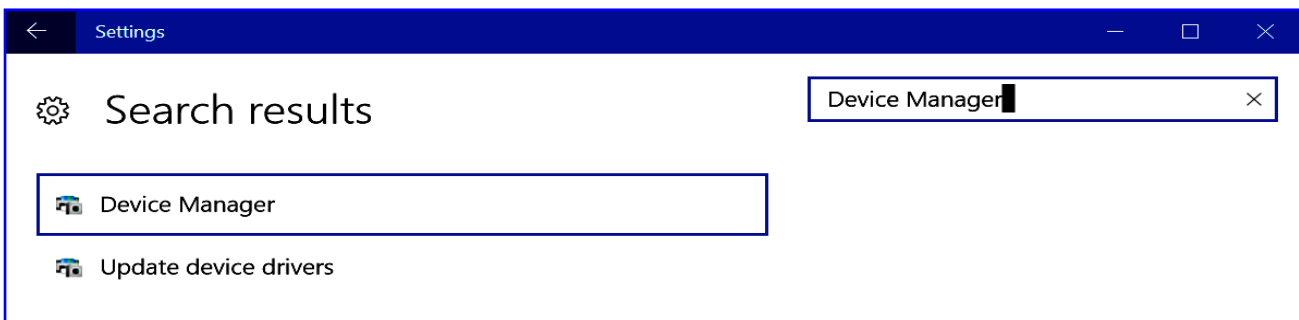 Settings
Search results
Device Manager
Device Manager
Update device drivers